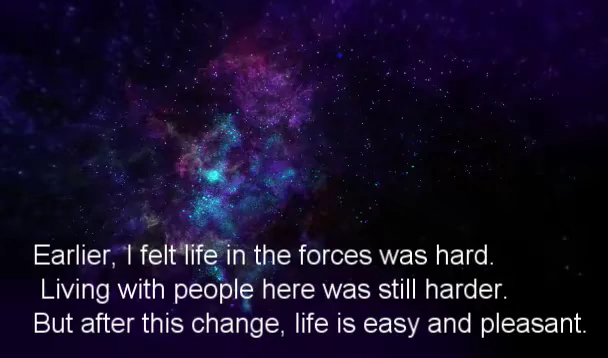 Earlier, I felt life in the forces was hard.
Living with people here was still harder.
But after this change, life is easy and pleasant.